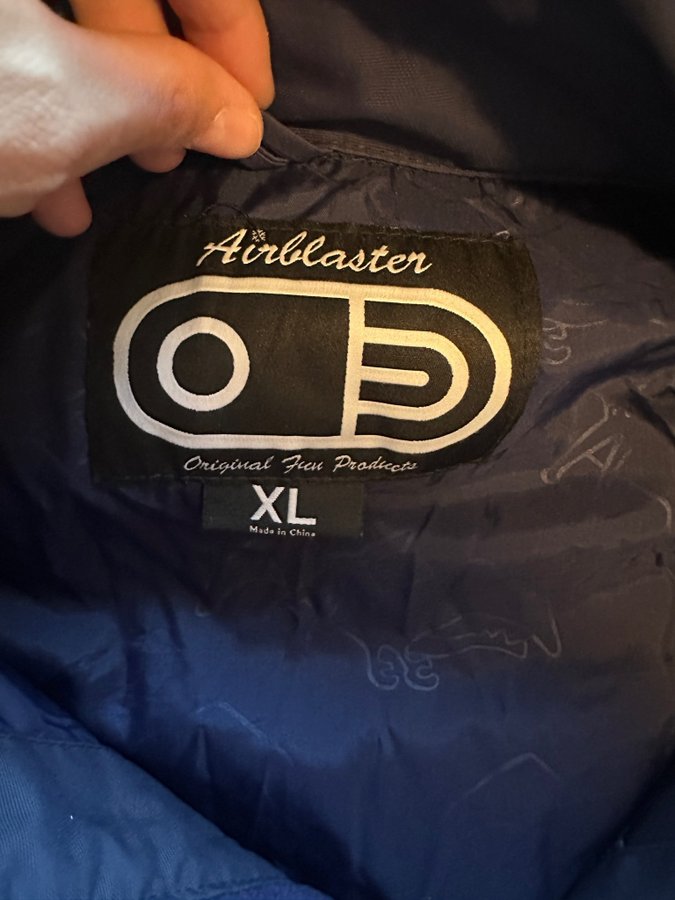 Airblaster
Original Fun Products
XL
Made in China